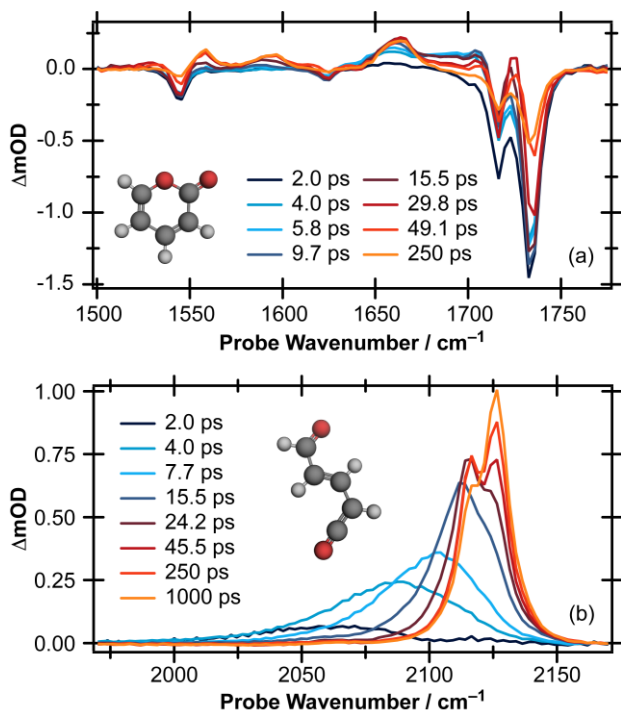 0.0
-0.5
-1.0
-1.5
ΔmOD
2.0 ps
4.0 ps
5.8 ps
9.7 ps
15.5 ps
29.8 ps
49.1 ps
250 ps
(a)
1500 1550 1600 1650 1700 1750
Probe Wavenumber / cm⁻¹
1.00
0.75
0.50
0.25
0.00
ΔmOD
2.0 ps
4.0 ps
7.7 ps
15.5 ps
24.2 ps
45.5 ps
250 ps
1000 ps
(b)
2000 2050 2100 2150
Probe Wavenumber / cm⁻¹